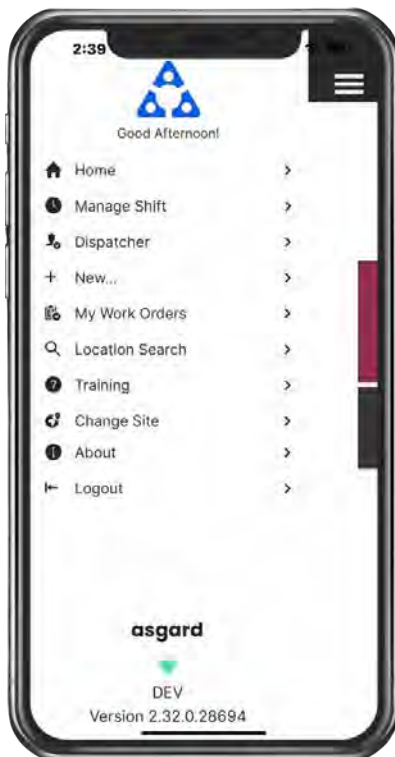 2:39
Good Afternoon!
Home
Manage Shift
Dispatcher
New...
My Work Orders
Location Search
Training
Change Site
About
Logout
asgard
DEV
Version 2.32.0.28694